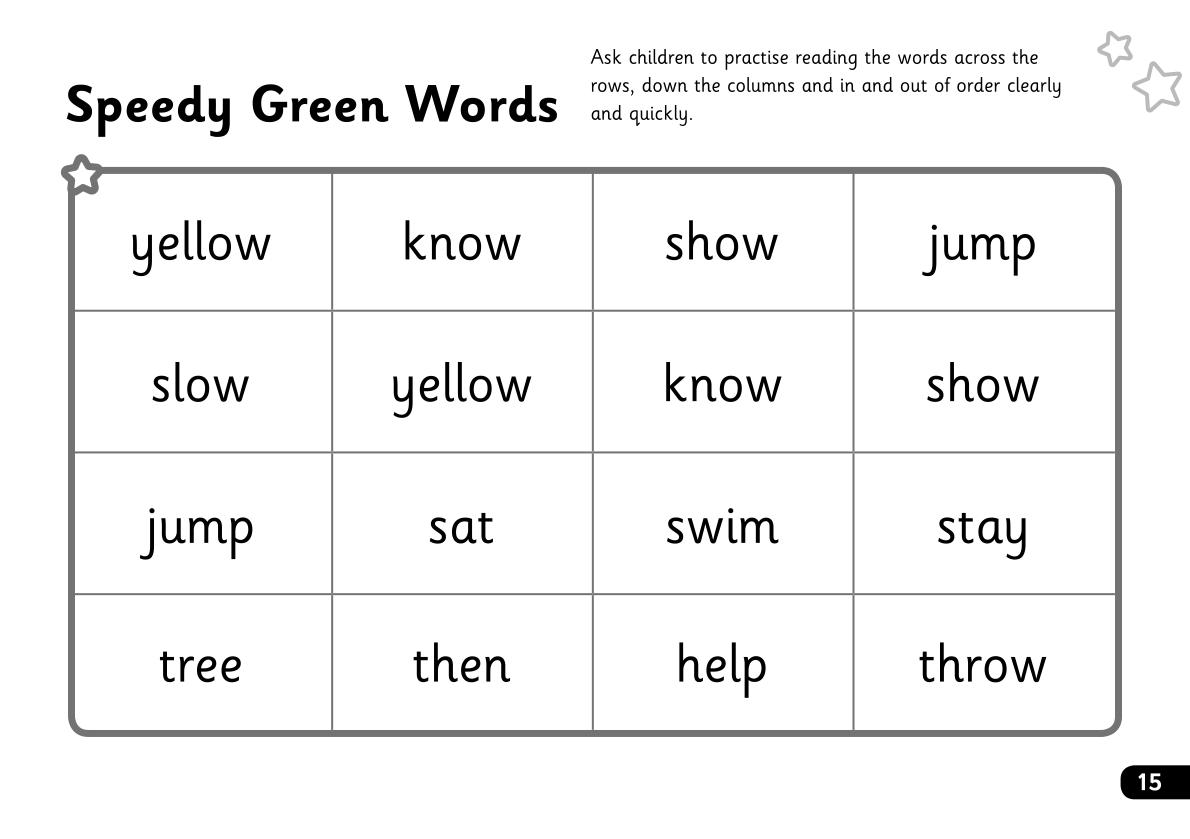 Speedy Green Words
Ask children to practise reading the words across the
rows, down the columns and in and out of order clearly
and quickly.
yellow know show jump
slow yellow know show
jump sat swim stay
tree then help throw
15